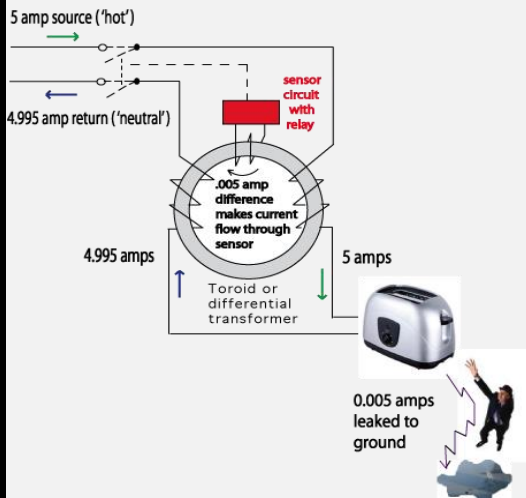 5 amp source ('hot')
4.995 amp return ('neutral')
sensor
circuit
with
relay
.005 amp
difference
makes current
flow through
sensor
4.995 amps
5 amps
Toroid or
differential
transformer
0.005 amps
leaked to
ground